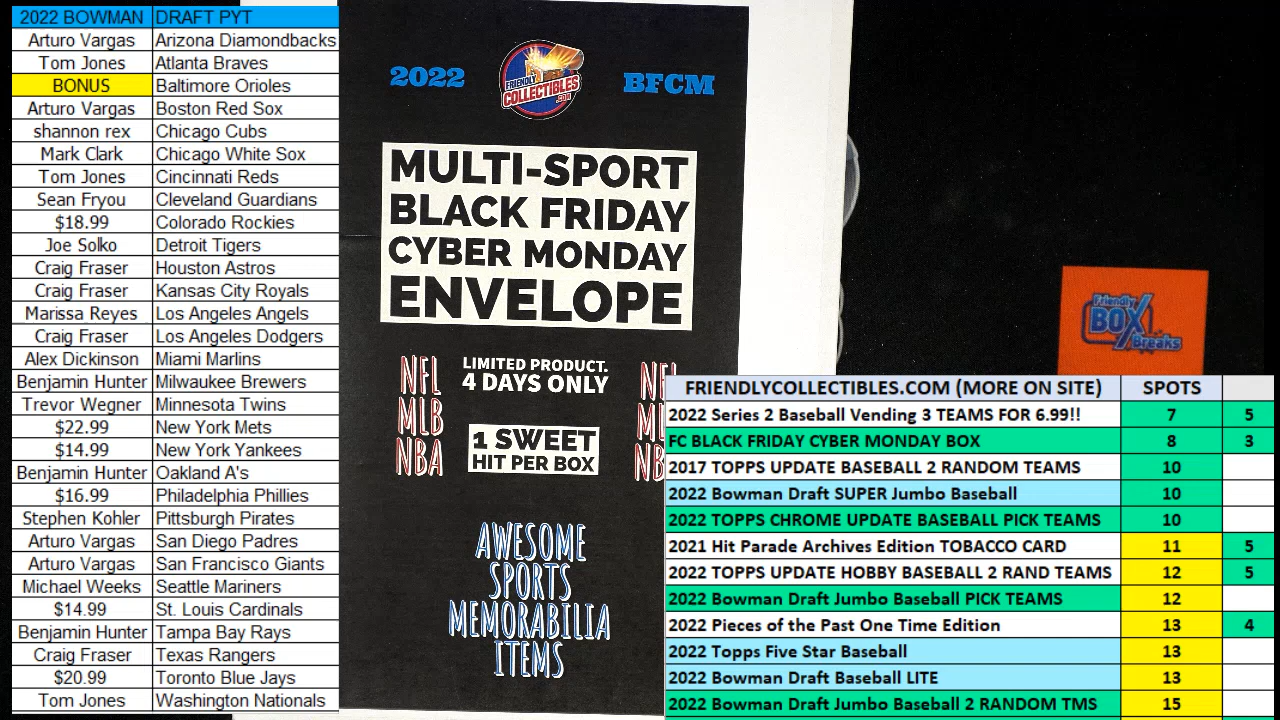 2022 BOWMAN DRAFT PYT
Arturo Vargas Arizona Diamondbacks
Tom Jones Atlanta Braves
BONUS Baltimore Orioles
Arturo Vargas Boston Red Sox
shannon rex Chicago Cubs
Mark Clark Chicago White Sox
Tom Jones Cincinnati Reds
Sean Fryou Cleveland Guardians
$18.99 Colorado Rockies
Joe Solko Detroit Tigers
Craig Fraser Houston Astros
Craig Fraser Kansas City Royals
Marissa Reyes Los Angeles Angels
Craig Fraser Los Angeles Dodgers
Alex Dickinson Miami Marlins
Benjamin Hunter Milwaukee Brewers
Trevor Wegner Minnesota Twins
$22.99 New York Mets
$14.99 New York Yankees
Benjamin Hunter Oakland A's
$16.99 Philadelphia Phillies
Stephen Kohler Pittsburgh Pirates
Arturo Vargas San Diego Padres
Arturo Vargas San Francisco Giants
Michael Weeks Seattle Mariners
$14.99 St. Louis Cardinals
Benjamin Hunter Tampa Bay Rays
Craig Fraser Texas Rangers
$20.99 Toronto Blue Jays
Tom Jones Washington Nationals
2022
FRIENDLY
COLLECTIBLES
.COM
BFCM
MULTI-SPORT
BLACK FRIDAY
CYBER MONDAY
ENVELOPE
LIMITED PRODUCT.
4 DAYS ONLY
NFL
MLB
NBA
1 SWEET
HIT PER BOX
AWESOME
SPORTS
MEMORABILIA
ITEMS
Friendly
BOX
Breaks
FRIENDLYCOLLECTIBLES.COM (MORE ON SITE) SPOTS
2022 Series 2 Baseball Vending 3 TEAMS FOR 6.99!! 7 5
FC BLACK FRIDAY CYBER MONDAY BOX 8 3
2017 TOPPS UPDATE BASEBALL 2 RANDOM TEAMS 10
2022 Bowman Draft SUPER Jumbo Baseball 10
2022 TOPPS CHROME UPDATE BASEBALL PICK TEAMS 10
2021 Hit Parade Archives Edition TOBACCO CARD 11 5
2022 TOPPS UPDATE HOBBY BASEBALL 2 RAND TEAMS 12 5
2022 Bowman Draft Jumbo Baseball PICK TEAMS 12
2022 Pieces of the Past One Time Edition 13 4
2022 Topps Five Star Baseball 13
2022 Bowman Draft Baseball LITE 13
2022 Bowman Draft Jumbo Baseball 2 RANDOM TMS 15